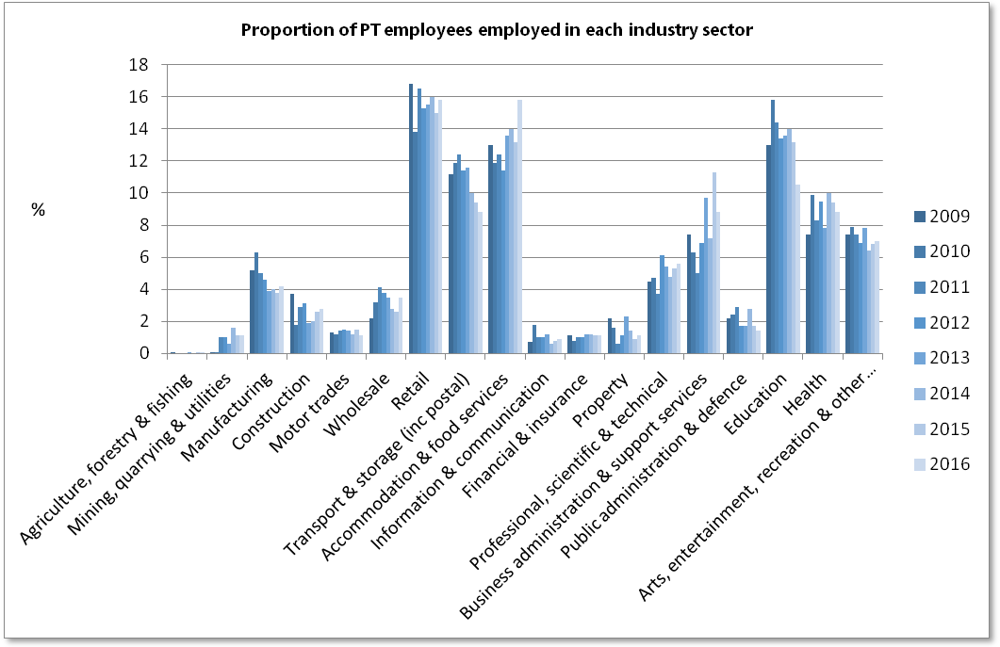 Proportion of PT employees employed in each industry sector
18
16
14
12
10
8
6
4
2
0
%
Agriculture, forestry & fishing
Mining, quarrying & utilities
Manufacturing
Construction
Motor trades
Wholesale
Retail
Transport & storage (inc postal)
Accommodation & food services
Information & communication
Financial & insurance
Property
Professional, scientific & technical
Business administration & support services
Public administration & defence
Education
Health
Arts, entertainment, recreation & other...
2009
2010
2011
2012
2013
2014
2015
2016